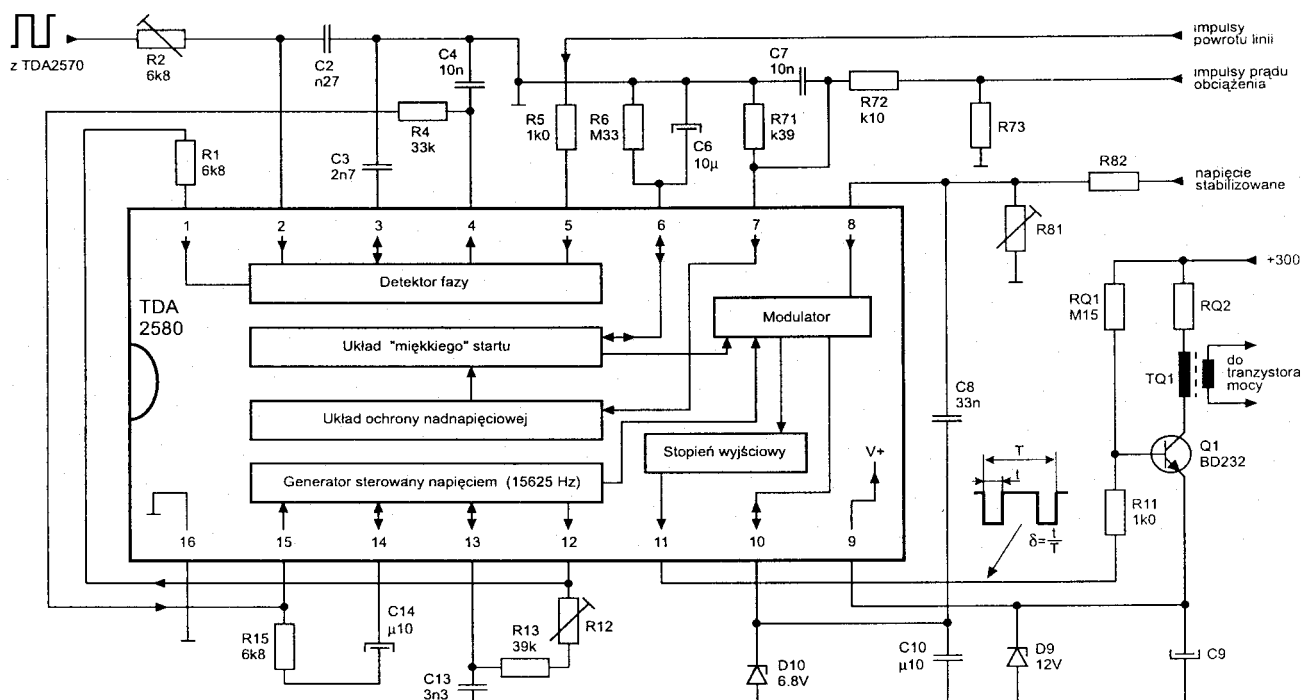 z TDA2570
R2
6k8
C2
n27
C4
10n
R4
33k
R1
6k8
C3
2n7
R5
1k0
R6
M33
C6
10µ
C7
10n
R71
k39
R72
k10
R73
impulsy
powrotu linii
impulsy prądu
obciążenia
R82
napięcie
stabilizowane
R81
+300
RQ1
M15
RQ2
TQ1
do
tranzystora
mocy
Q1
BD232
R11
1k0
1
2
3
4
5
6
7
8
TDA
2580
Detektor fazy
Modulator
Układ "miękkiego" startu
Układ ochrony nadnapięciowej
Stopień wyjściowy
Generator sterowany napięciem (15625 Hz)
V+
C8
33n
T
t
δ=t/T
16
15
14
13
12
11
10
9
R15
6k8
C14
µ10
C13
3n3
R13
39k
R12
D10
6.8V
C10
µ10
D9
12V
C9